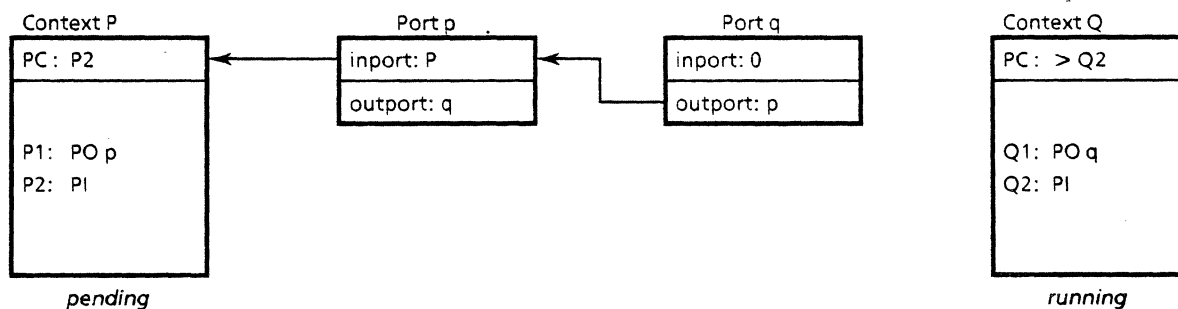 Context P
PC: P2
P1: PO p
P2: PI
pending
Port p
inport: P
outport: q
Port q
inport: 0
outport: p
Context Q
PC: > Q2
Q1: PO q
Q2: PI
running